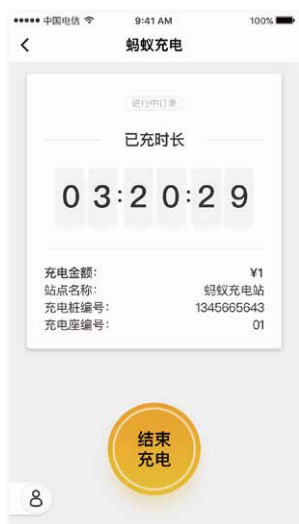 中国电信 9:41 AM 100%
蚂蚁充电
进行中订单
已充时长
03:20:29
充电金额: ¥1
站点名称: 蚂蚁充电站
充电桩编号: 1345665643
充电座编号: 01
结束
充电